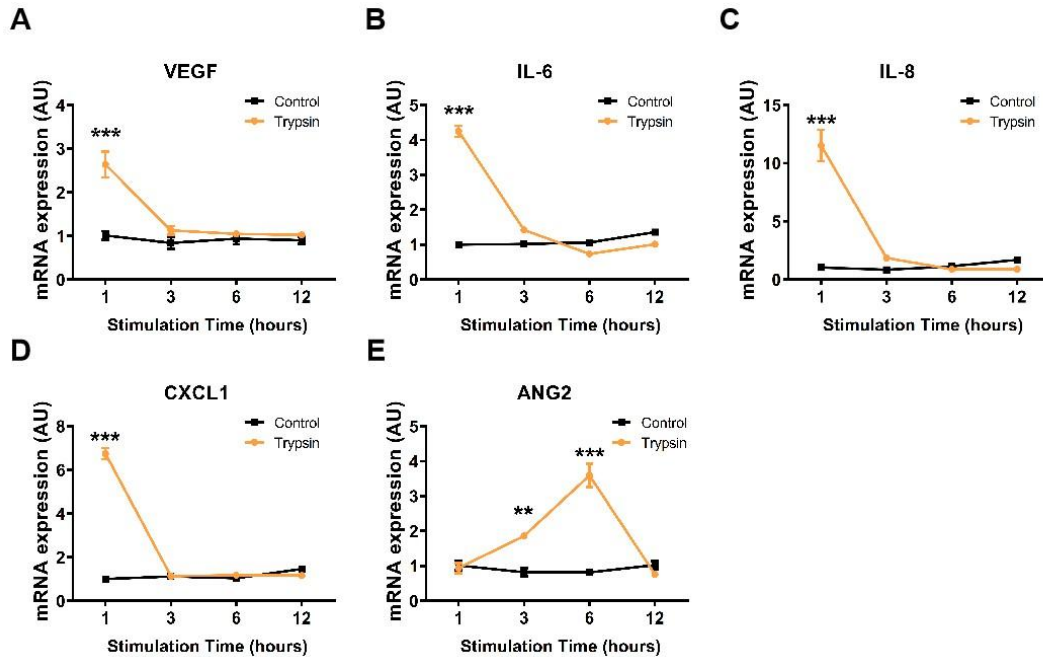 A
VEGF
mRNA expression (AU)
4
3
2
1
0
***
Control
Trypsin
1 3 6 12
Stimulation Time (hours)
B
IL-6
mRNA expression (AU)
5
4
3
2
1
0
***
Control
Trypsin
1 3 6 12
Stimulation Time (hours)
C
IL-8
mRNA expression (AU)
15
10
5
0
***
Control
Trypsin
1 3 6 12
Stimulation Time (hours)
D
CXCL1
mRNA expression (AU)
8
6
4
2
0
***
Control
Trypsin
1 3 6 12
Stimulation Time (hours)
E
ANG2
mRNA expression (AU)
5
4
3
2
1
0
**
***
Control
Trypsin
1 3 6 12
Stimulation Time (hours)